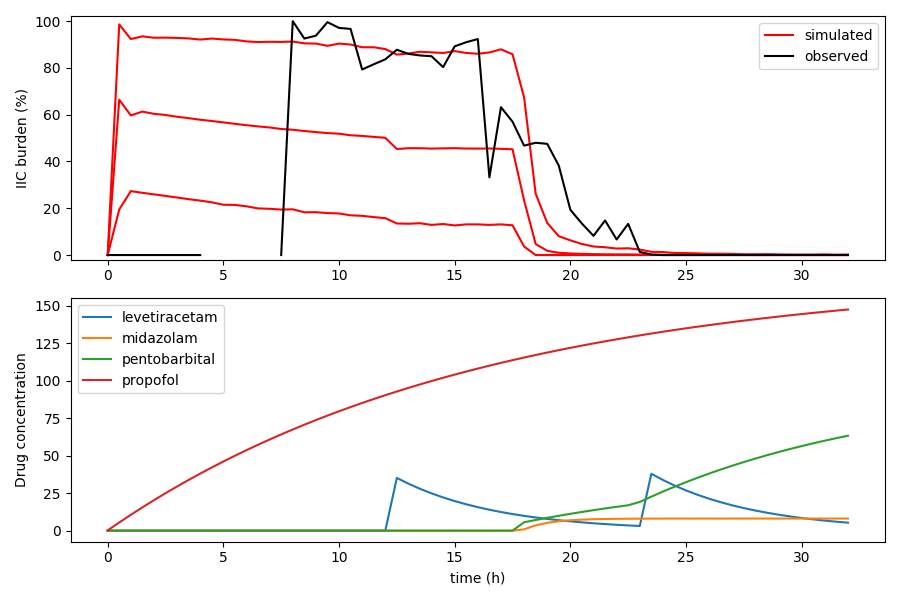 100
80
60
40
20
0
IIC burden (%)
simulated
observed
0 5 10 15 20 25 30
150
125
100
75
50
25
0
Drug concentration
levetiracetam
midazolam
pentobarbital
propofol
0 5 10 15 20 25 30
time (h)